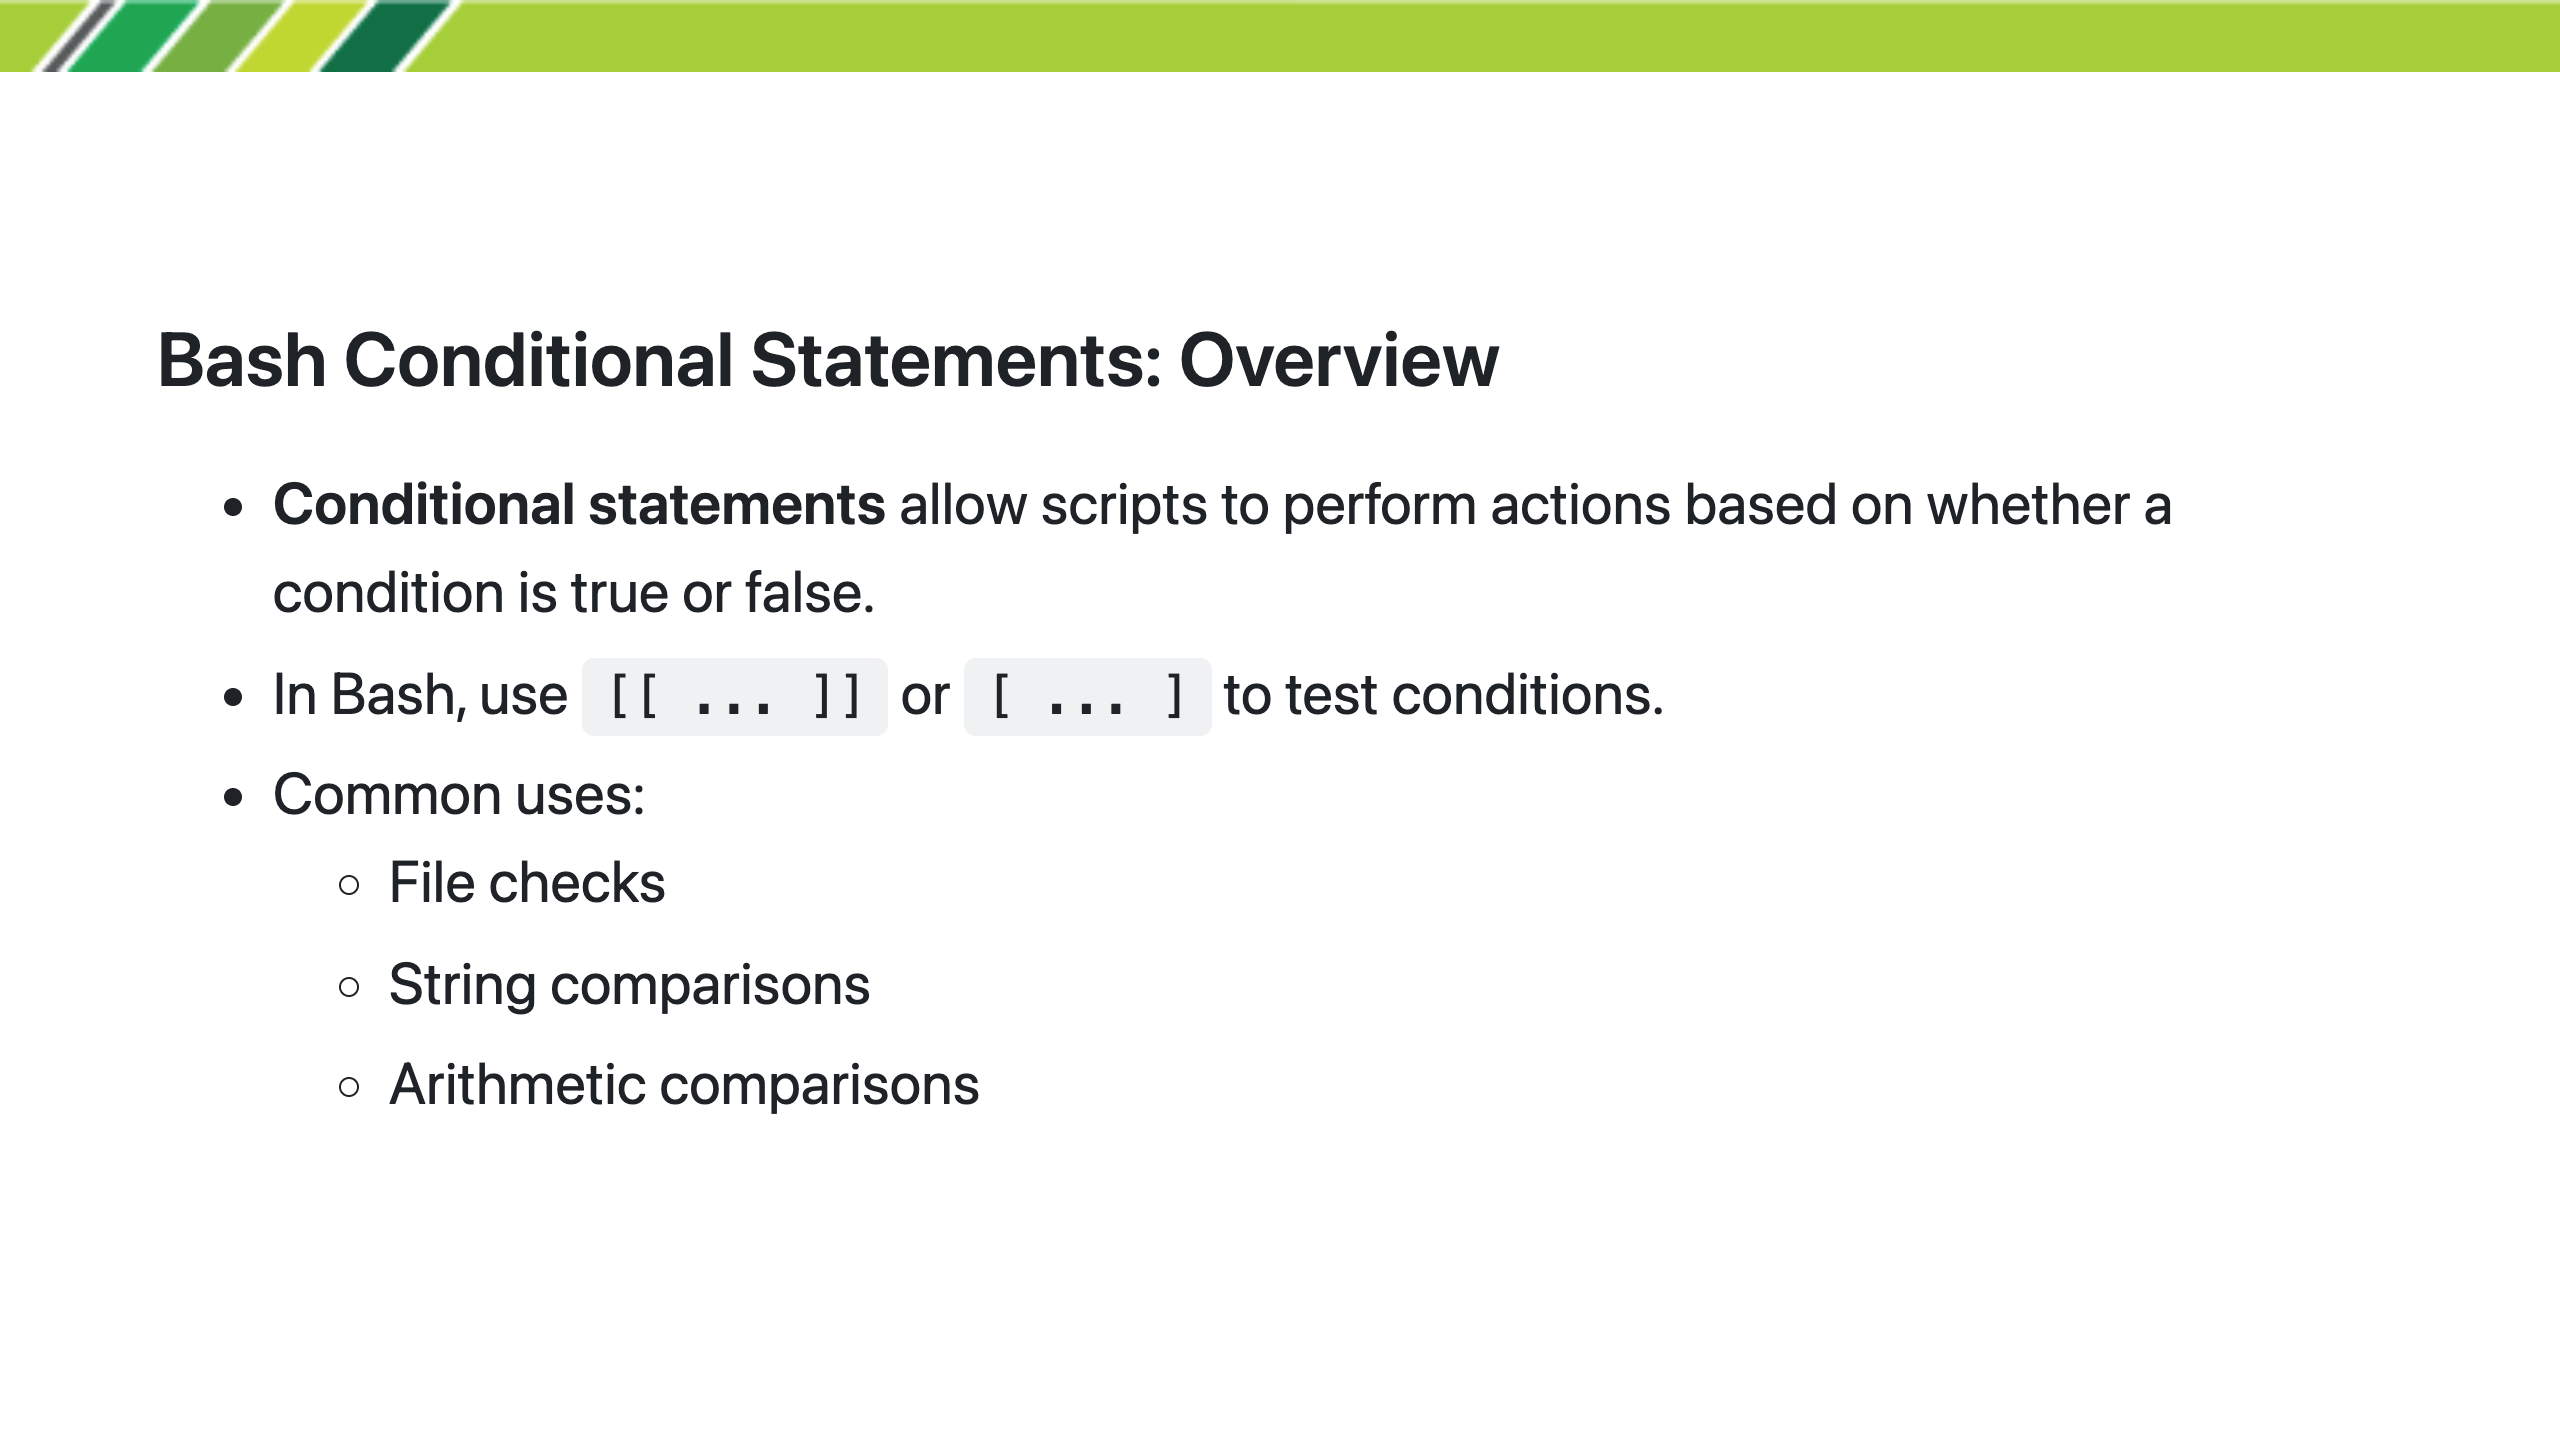 Bash Conditional Statements: Overview
• Conditional statements allow scripts to perform actions based on whether a
condition is true or false.
• In Bash, use [[ ... ]] or [ ... ] to test conditions.
• Common uses:
○ File checks
○ String comparisons
○ Arithmetic comparisons